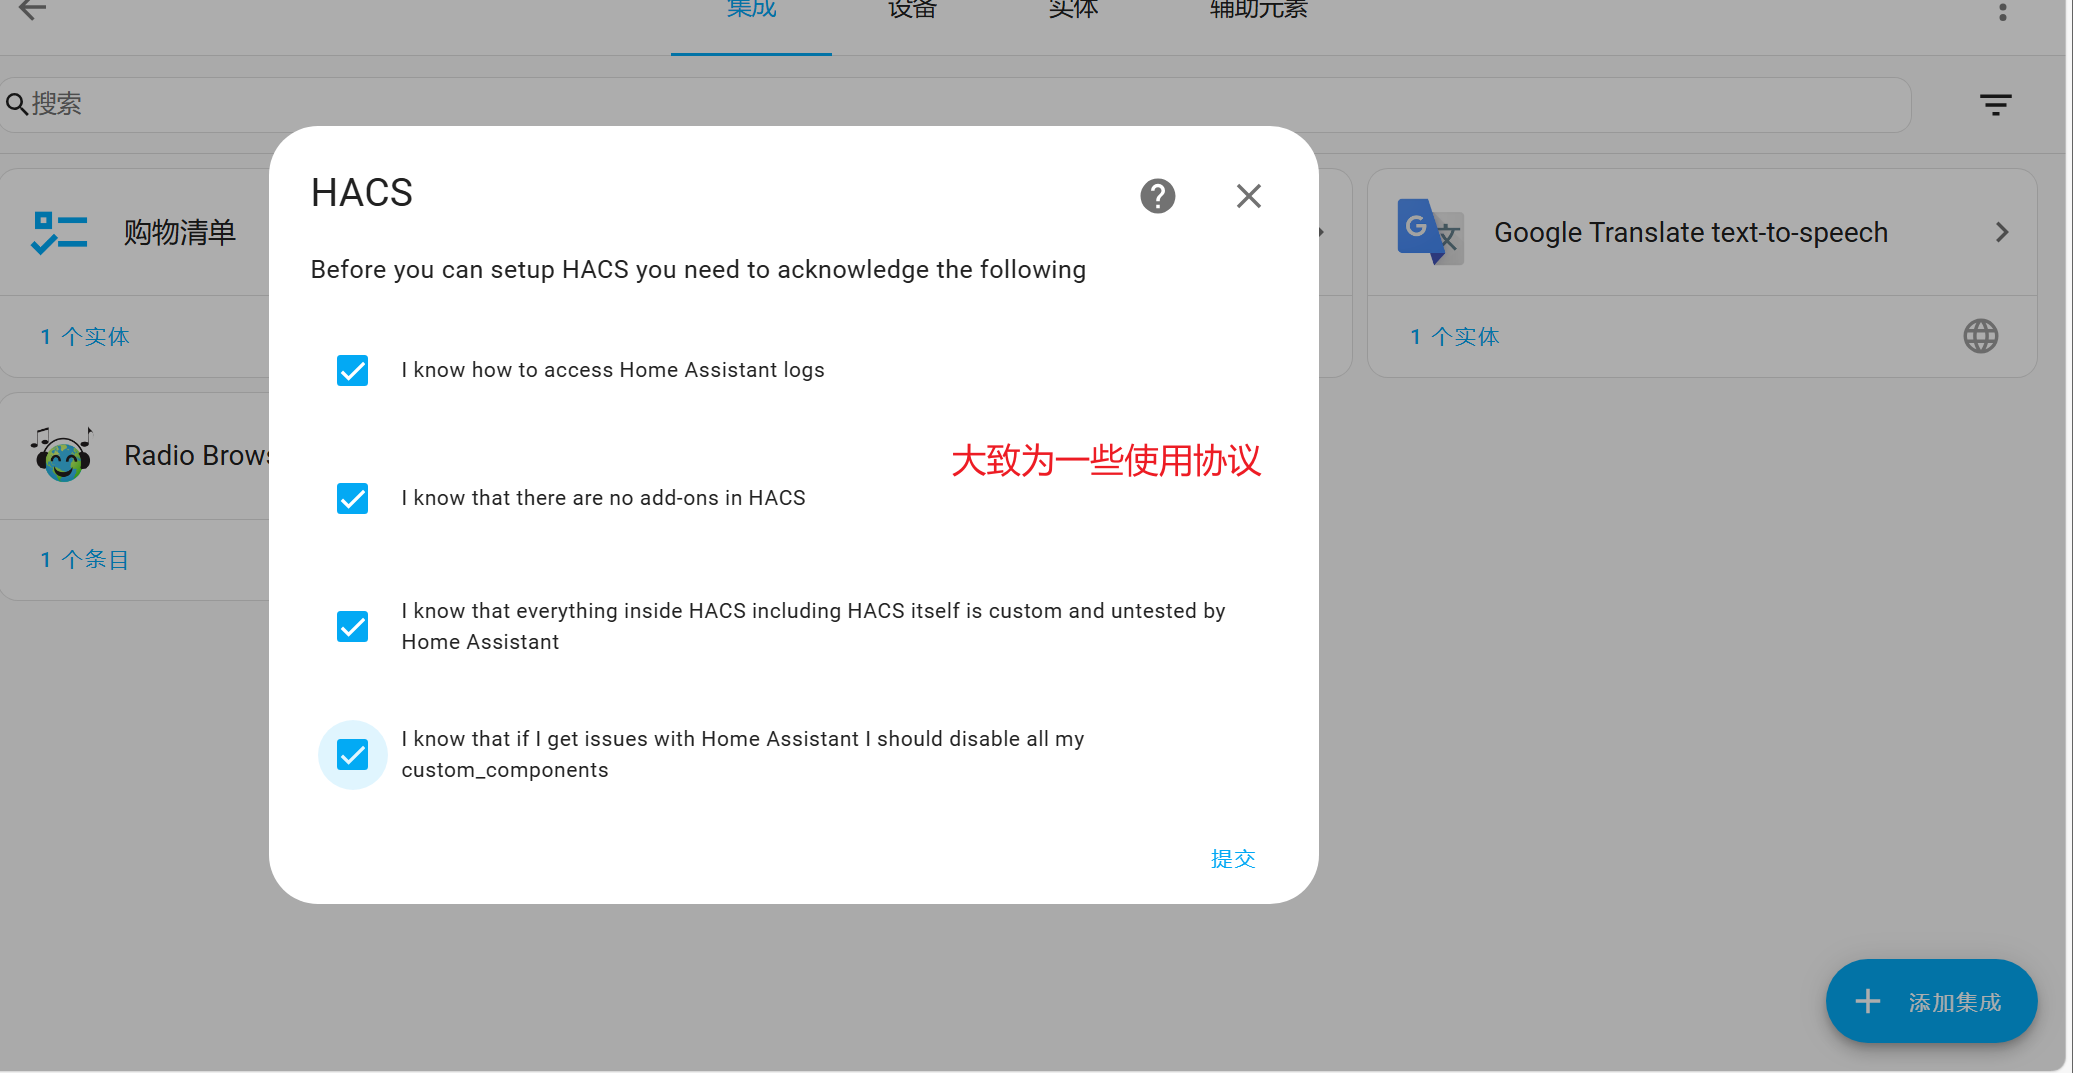 集成 设备 实体 辅助元素
搜索
HACS
购物清单
Google Translate text-to-speech
Before you can setup HACS you need to acknowledge the following
1 个实体
1 个实体
I know how to access Home Assistant logs
Radio Brows
大致为一些使用协议
I know that there are no add-ons in HACS
1 个条目
I know that everything inside HACS including HACS itself is custom and untested by
Home Assistant
I know that if I get issues with Home Assistant I should disable all my
custom_components
提交
添加集成